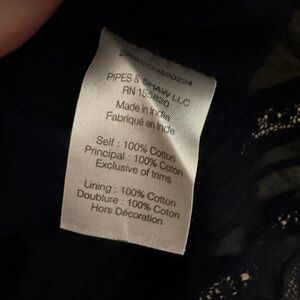 PIPES & SHAW LLC
RN 155820
Made in India
Fabriqué en Inde
Self : 100% Cotton
Principal : 100% Coton
Exclusive of trims
Lining : 100% Cotton
Doublure : 100% Coton
Hors Décoration